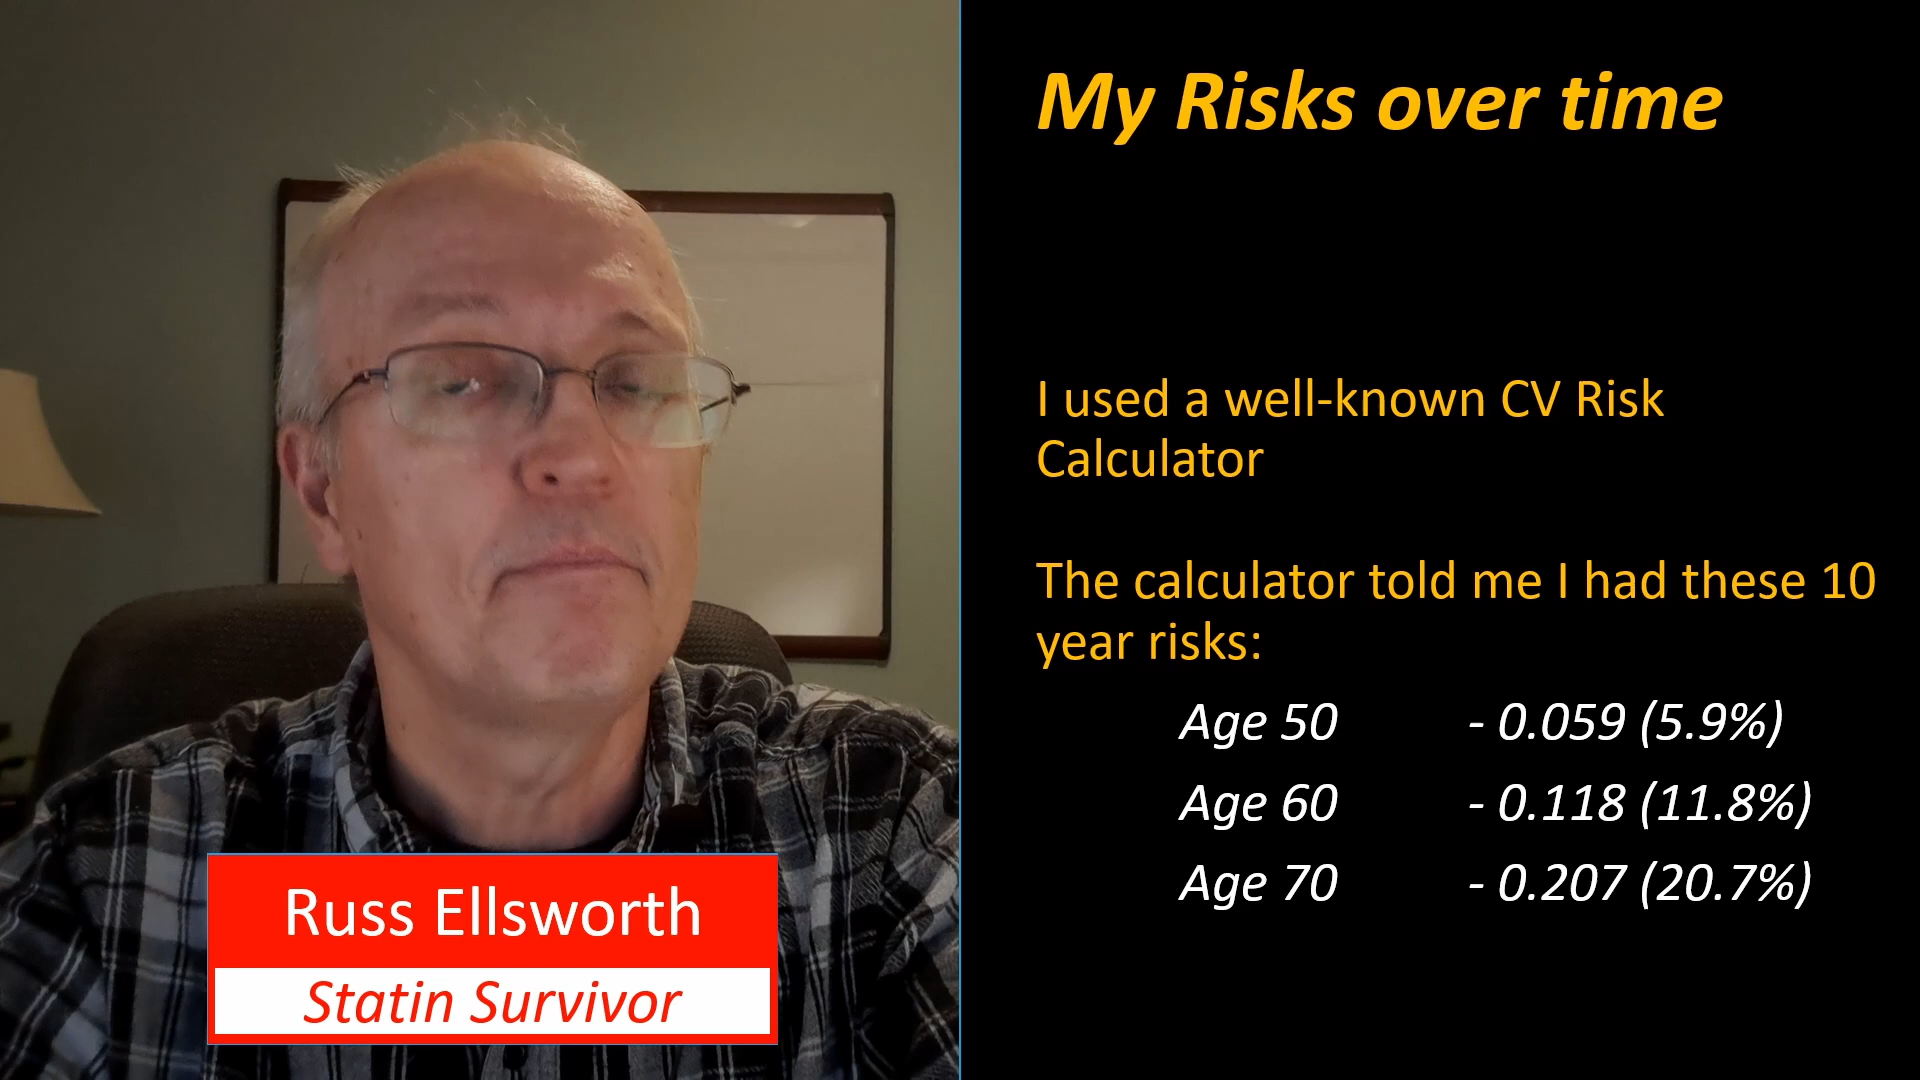 My Risks over time
I used a well-known CV Risk
Calculator
The calculator told me I had these 10
year risks:
Age 50 - 0.059 (5.9%)
Age 60 - 0.118 (11.8%)
Age 70 - 0.207 (20.7%)
Russ Ellsworth
Statin Survivor